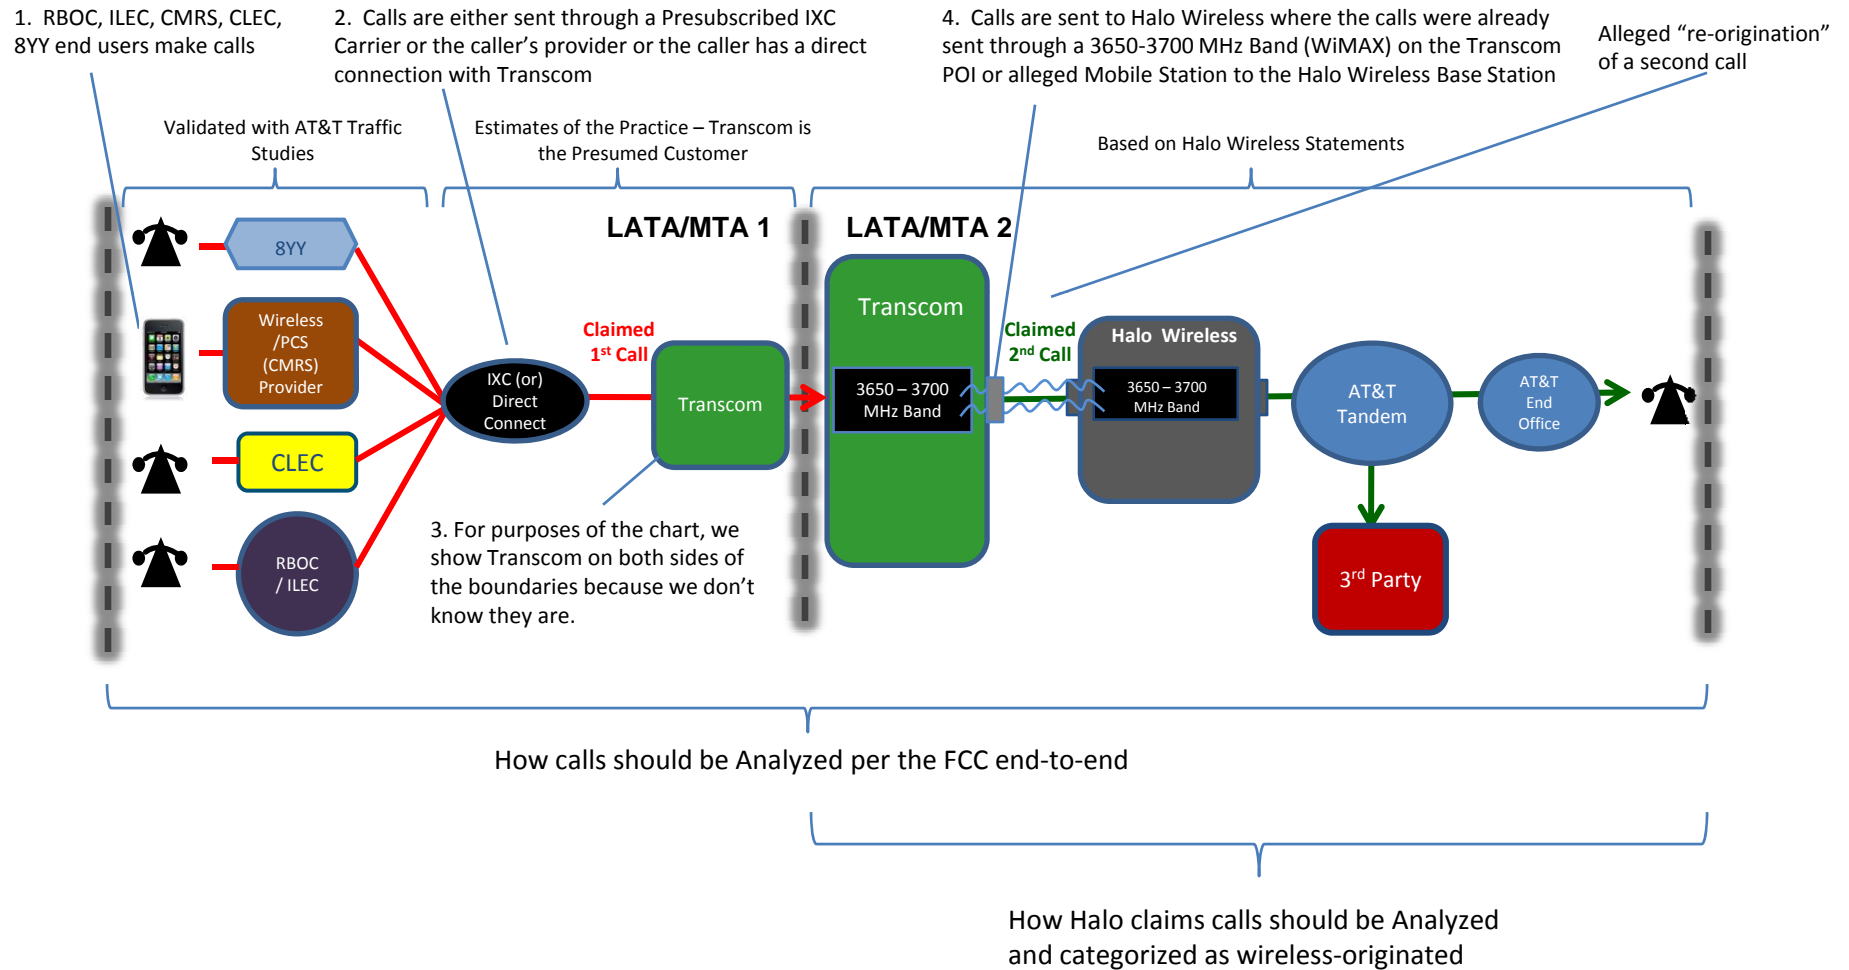 1. RBOC, ILEC, CMRS, CLEC,
8YY end users make calls
2. Calls are either sent through a Presubscribed IXC
Carrier or the caller's provider or the caller has a direct
connection with Transcom
4. Calls are sent to Halo Wireless where the calls were already
sent through a 3650-3700 MHz Band (WiMAX) on the Transcom
POI or alleged Mobile Station to the Halo Wireless Base Station
Alleged “re-origination”
of a second call
Validated with AT&T Traffic
Studies
Estimates of the Practice – Transcom is
the Presumed Customer
Based on Halo Wireless Statements
LATA/MTA 1
LATA/MTA 2
8YY
Wireless
/PCS
(CMRS)
Provider
CLEC
RBOC
/ ILEC
IXC (or)
Direct
Connect
Claimed
1st Call
Transcom
Transcom
3650 – 3700
MHz Band
Claimed
2nd Call
Halo Wireless
3650 – 3700
MHz Band
AT&T
Tandem
AT&T
End
Office
3rd Party
3. For purposes of the chart, we
show Transcom on both sides of
the boundaries because we don't
know they are.
How calls should be Analyzed per the FCC end-to-end
How Halo claims calls should be Analyzed
and categorized as wireless-originated